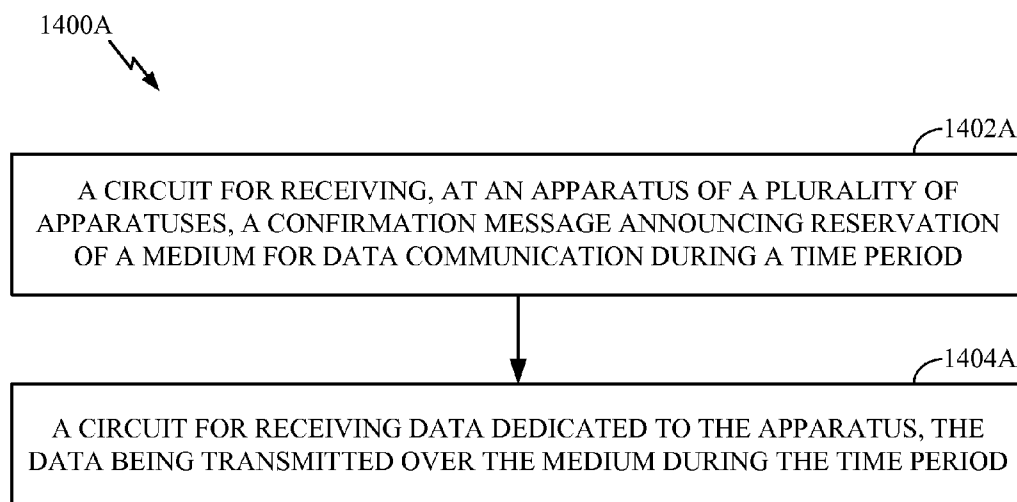 1400A
1402A
A CIRCUIT FOR RECEIVING, AT AN APPARATUS OF A PLURALITY OF
APPARATUSES, A CONFIRMATION MESSAGE ANNOUNCING RESERVATION
OF A MEDIUM FOR DATA COMMUNICATION DURING A TIME PERIOD
1404A
A CIRCUIT FOR RECEIVING DATA DEDICATED TO THE APPARATUS, THE
DATA BEING TRANSMITTED OVER THE MEDIUM DURING THE TIME PERIOD